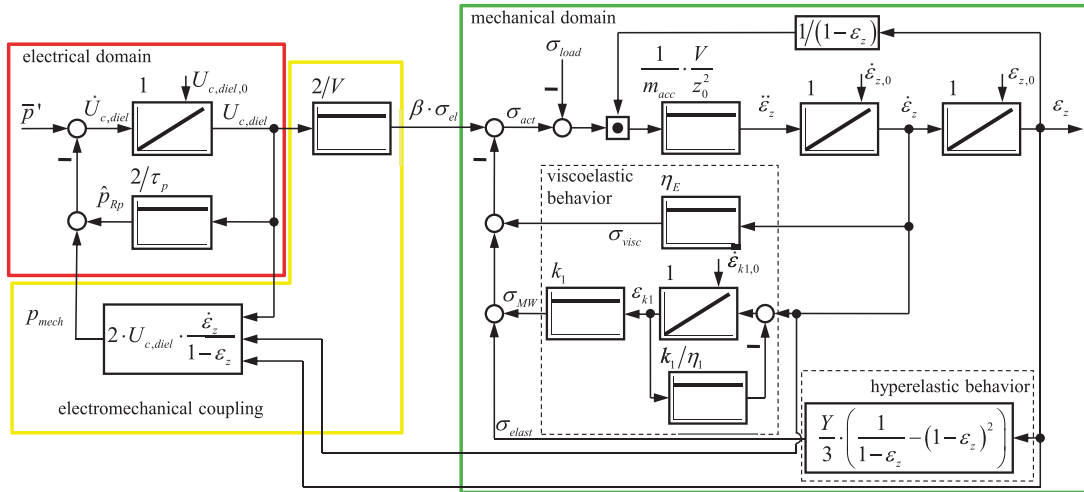 mechanical domain
electrical domain
1/(1−ε_z)
σ_load
1/m_acc · V/z_0^2
1
U_c,diel,0
2/V
p̅'
U̇_c,diel
U_c,diel
β · σ_el
σ_act
ε̈_z
1
ε̇_z,0
ε̇_z
1
ε_z,0
ε_z
2/τ_p
p̂_Rp
viscoelastic
behavior
η_E
σ_visc
ε̇_k1,0
k_1
1
p_mech
σ_MW
ε_k1
2 · U_c,diel · ε̇_z/(1−ε_z)
k_1/η_1
hyperelastic behavior
electromechanical coupling
σ_elast
Y/3 · (1/(1−ε_z) − (1−ε_z)^2)